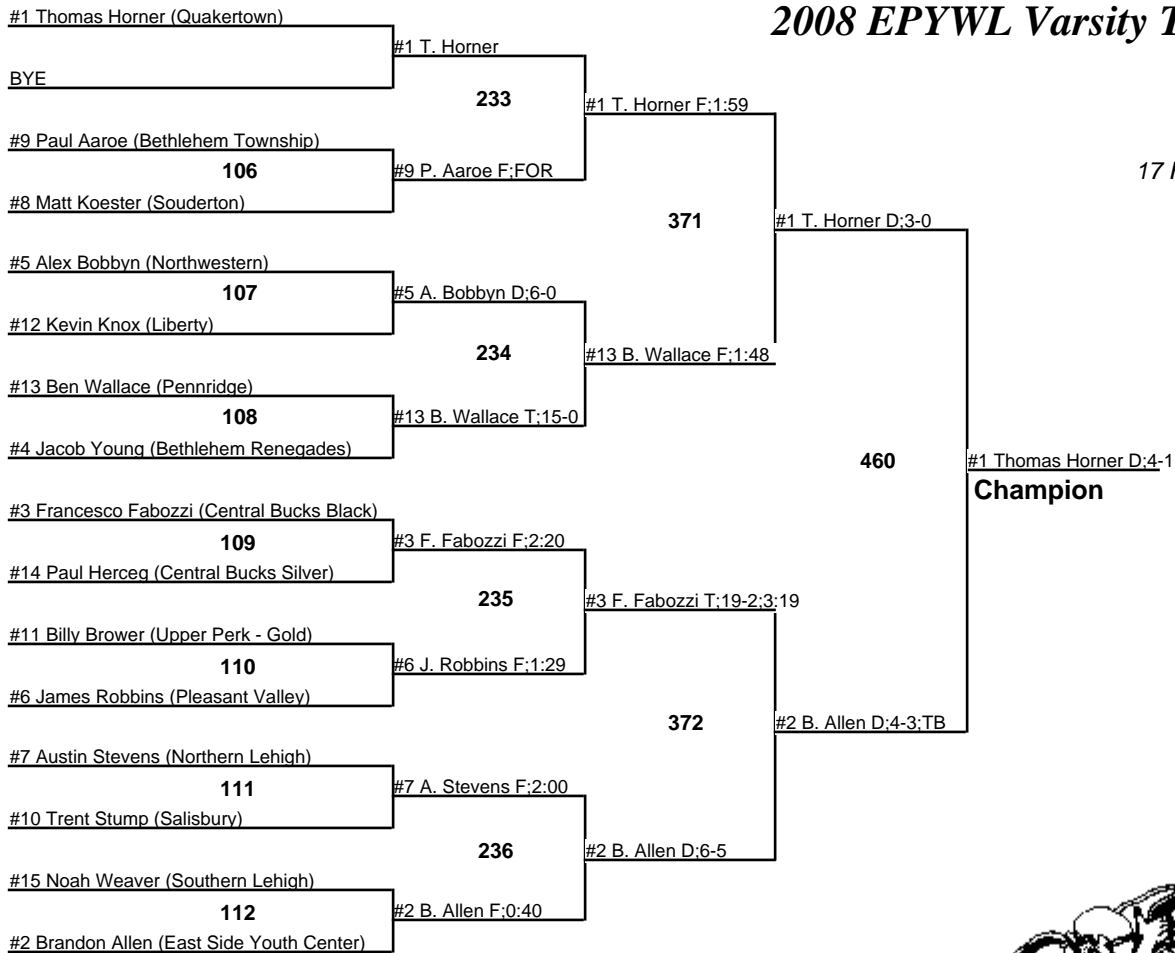 2008 EPYWL Varsity T
17
#1 Thomas Horner (Quakertown)
BYE
#9 Paul Aaroe (Bethlehem Township)
106
#8 Matt Koester (Souderton)
#5 Alex Bobbyn (Northwestern)
107
#12 Kevin Knox (Liberty)
#13 Ben Wallace (Pennridge)
108
#4 Jacob Young (Bethlehem Renegades)
#3 Francesco Fabozzi (Central Bucks Black)
109
#14 Paul Herceg (Central Bucks Silver)
#11 Billy Brower (Upper Perk - Gold)
110
#6 James Robbins (Pleasant Valley)
#7 Austin Stevens (Northern Lehigh)
111
#10 Trent Stump (Salisbury)
#15 Noah Weaver (Southern Lehigh)
112
#2 Brandon Allen (East Side Youth Center)
#1 T. Horner
233
#9 P. Aaroe F;FOR
#5 A. Bobbyn D;6-0
234
#13 B. Wallace T;15-0
#3 F. Fabozzi F;2:20
235
#6 J. Robbins F;1:29
#7 A. Stevens F;2:00
236
#2 B. Allen F;0:40
#1 T. Horner F;1:59
371
#13 B. Wallace F;1:48
#3 F. Fabozzi T;19-2;3:19
372
#2 B. Allen D;6-5
#1 T. Horner D;3-0
460
#2 B. Allen D;4-3;TB
#1 Thomas Horner D;4-1
Champion